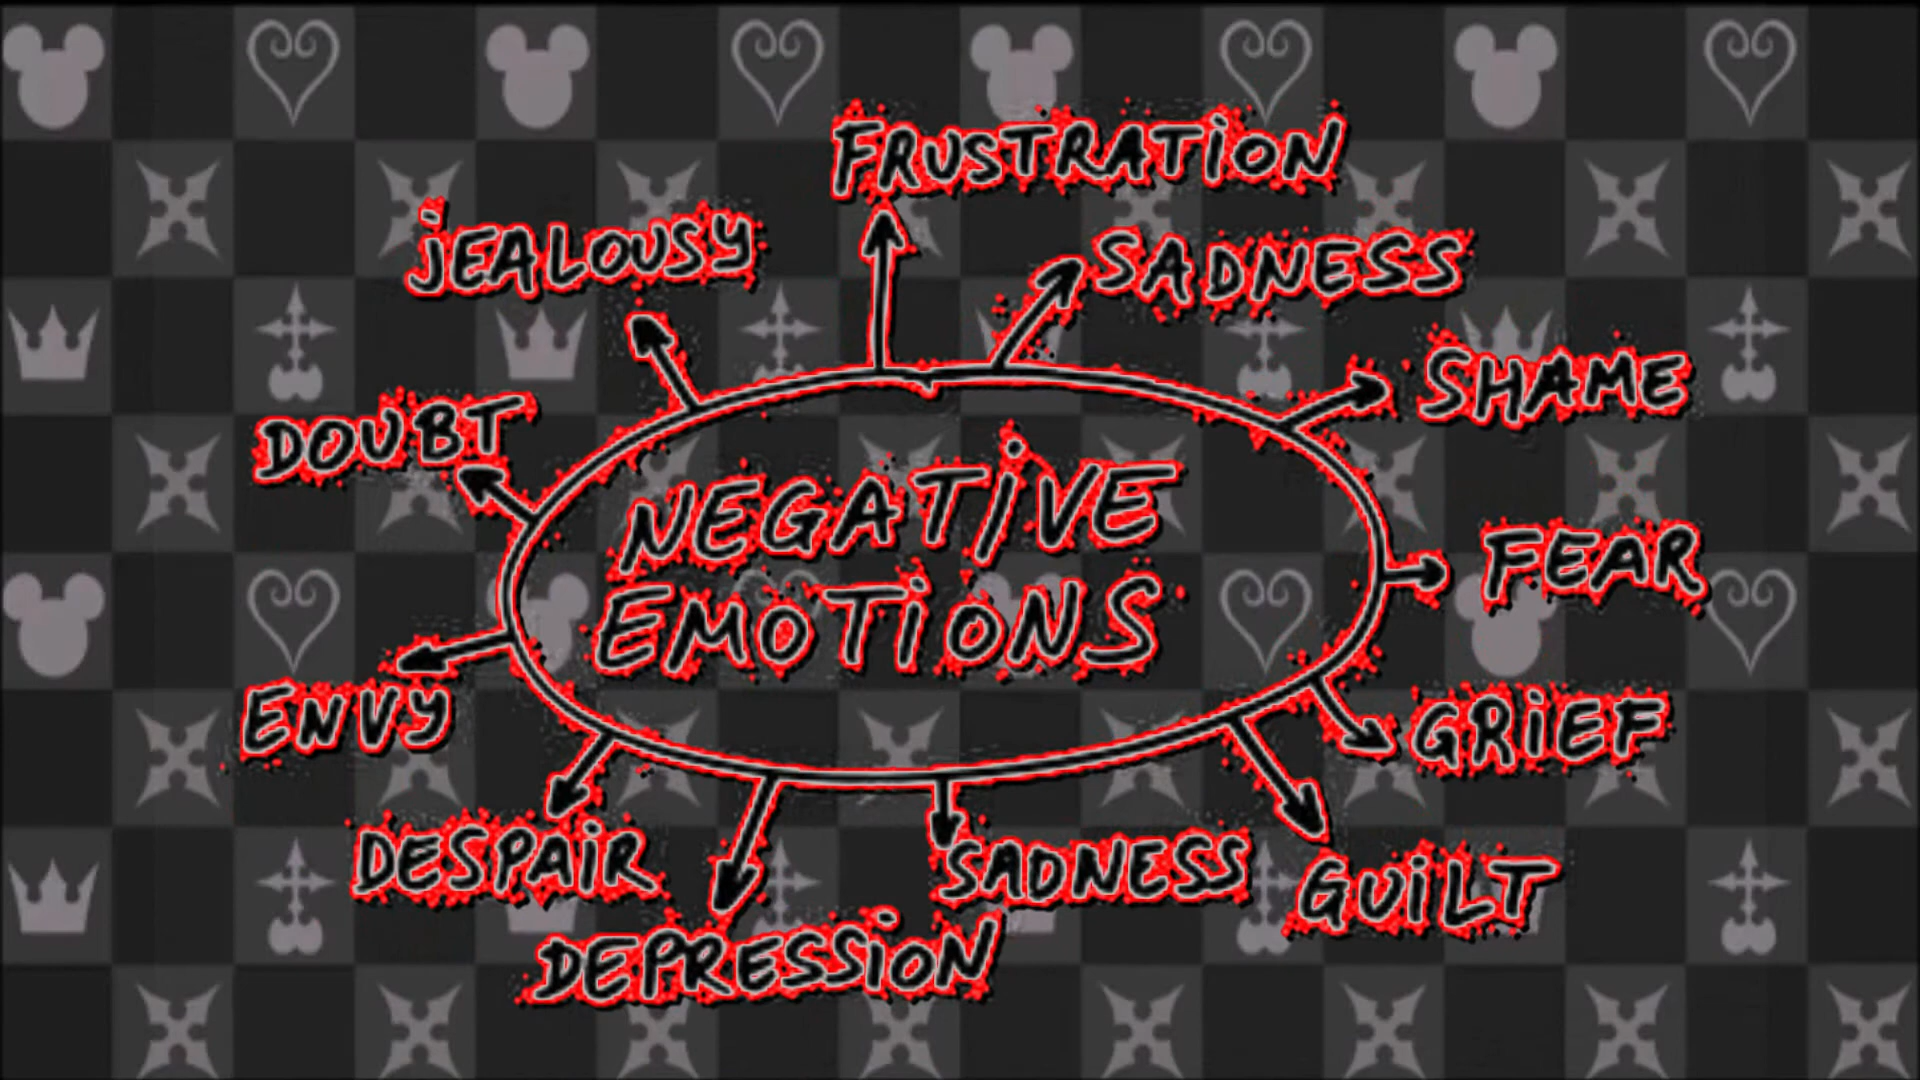 FRUSTRATION
JEALOUSY
SADNESS
SHAME
DOUBT
NEGATIVE
EMOTIONS
FEAR
ENVY
GRIEF
DESPAIR
SADNESS
GUILT
DEPRESSION